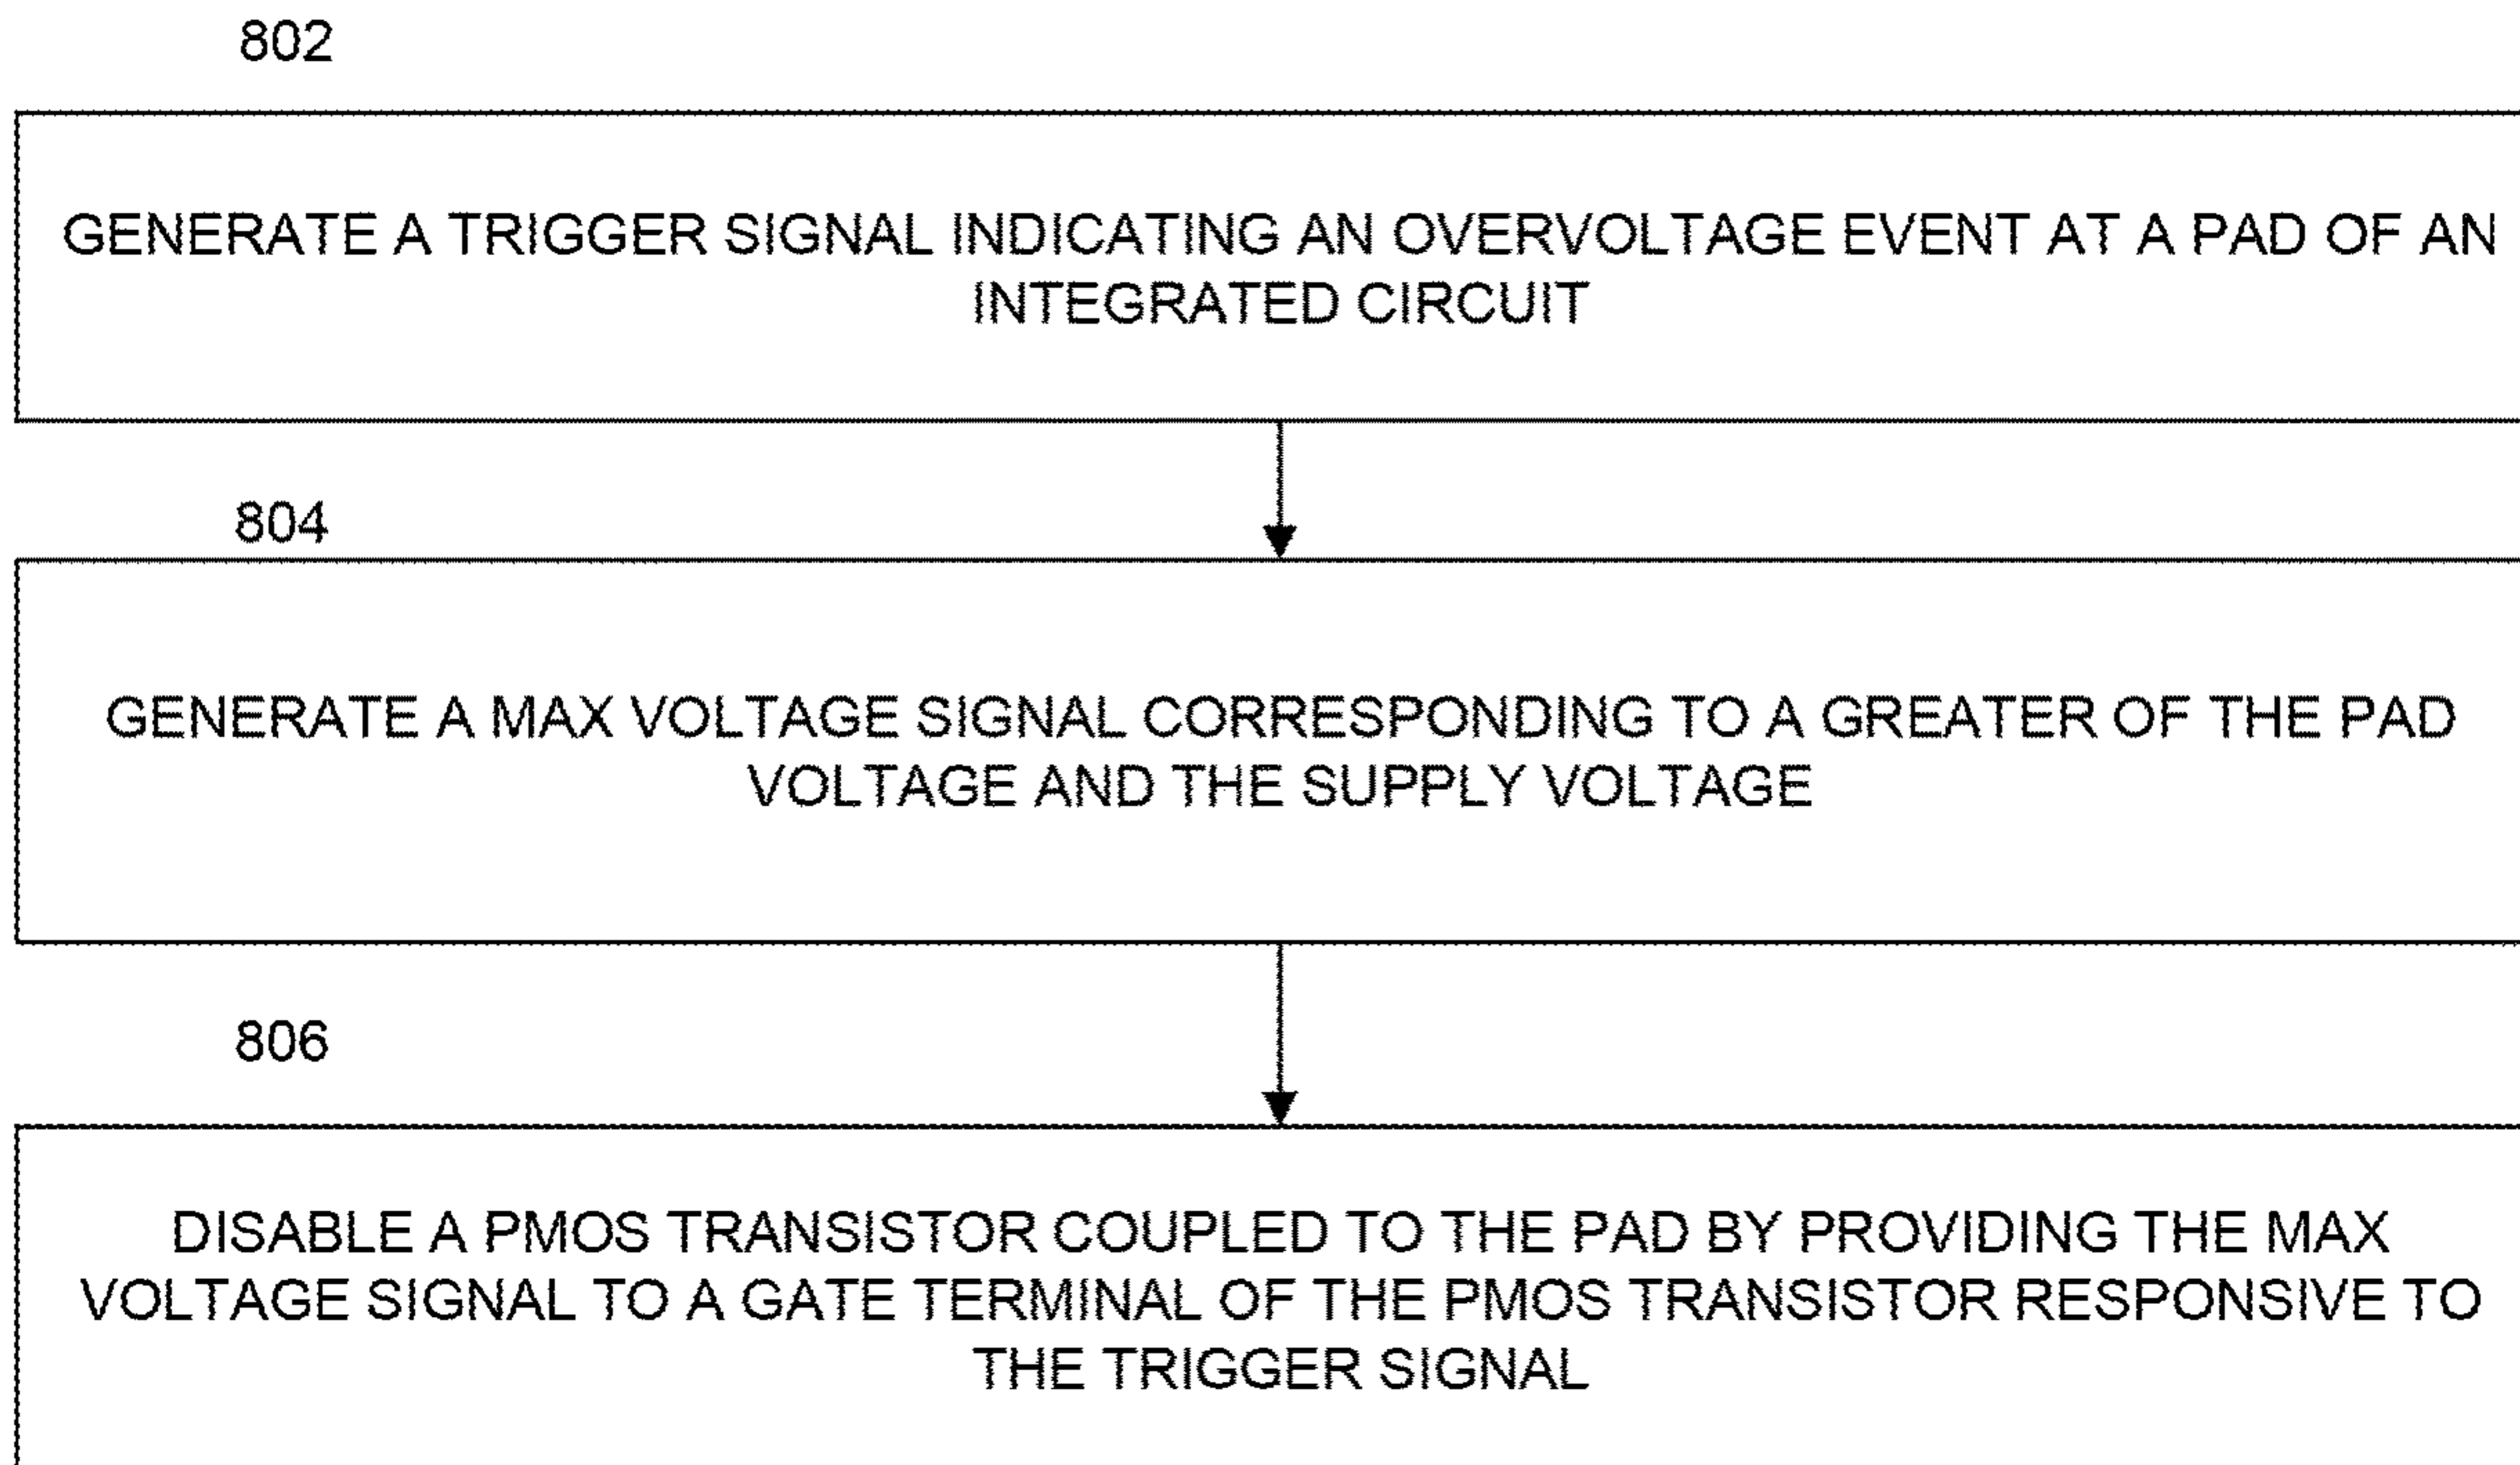 802
GENERATE A TRIGGER SIGNAL INDICATING AN OVERVOLTAGE EVENT AT A PAD OF AN
INTEGRATED CIRCUIT
804
GENERATE A MAX VOLTAGE SIGNAL CORRESPONDING TO A GREATER OF THE PAD
VOLTAGE AND THE SUPPLY VOLTAGE
806
DISABLE A PMOS TRANSISTOR COUPLED TO THE PAD BY PROVIDING THE MAX
VOLTAGE SIGNAL TO A GATE TERMINAL OF THE PMOS TRANSISTOR RESPONSIVE TO
THE TRIGGER SIGNAL